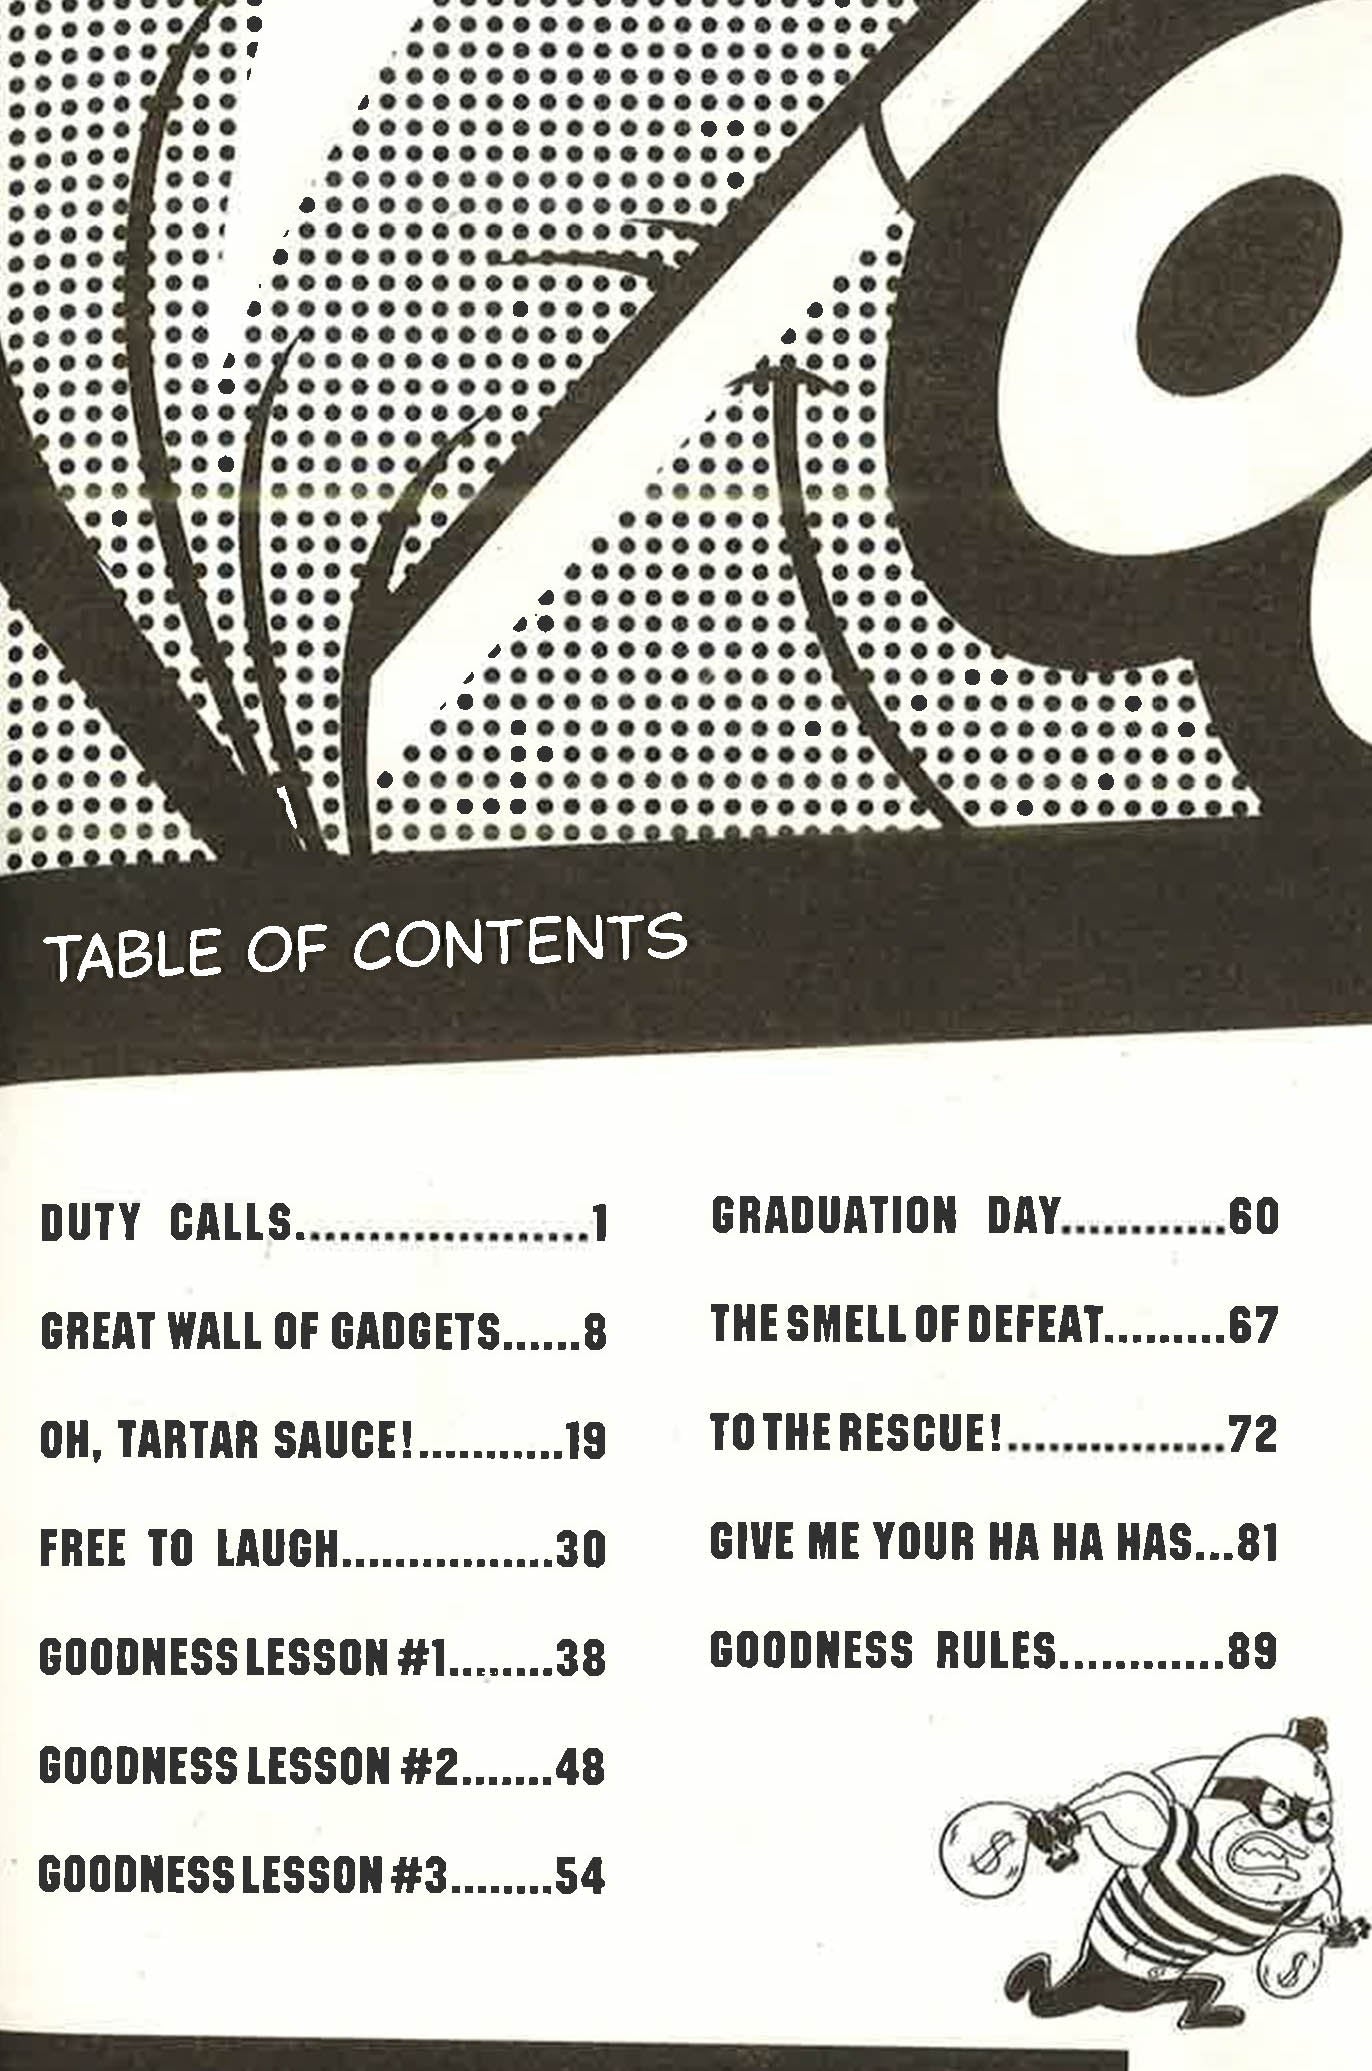 TABLE OF CONTENTS
DUTY CALLS......................1
GREAT WALL OF GADGETS......8
OH, TARTAR SAUCE!...........19
FREE TO LAUGH................30
GOODNESS LESSON #1........38
GOODNESS LESSON #2.......48
GOODNESS LESSON #3........54
GRADUATION DAY............60
THE SMELL OF DEFEAT.........67
TO THE RESCUE!................72
GIVE ME YOUR HA HA HAS...81
GOODNESS RULES............89
$
$